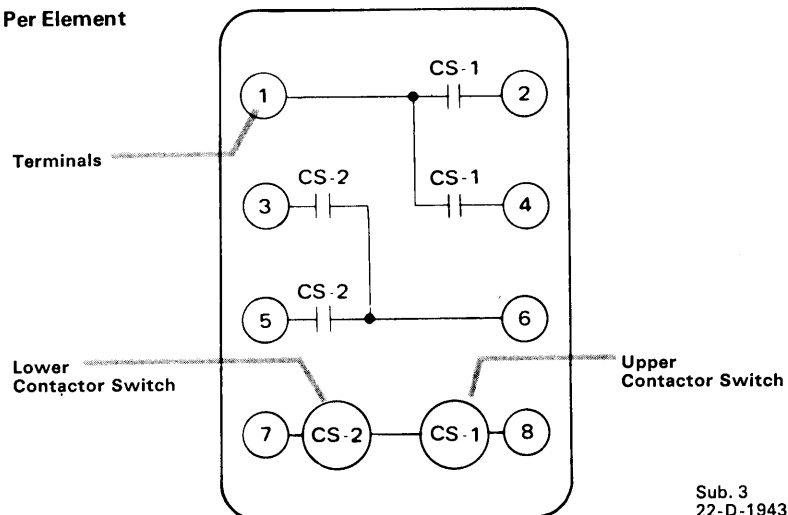 Per Element
CS-1
1
2
Terminals
CS-2
CS-1
3
4
CS-2
5
6
Lower
Contactor Switch
Upper
Contactor Switch
7
CS-2
CS-1
8
Sub. 3
22-D-1943